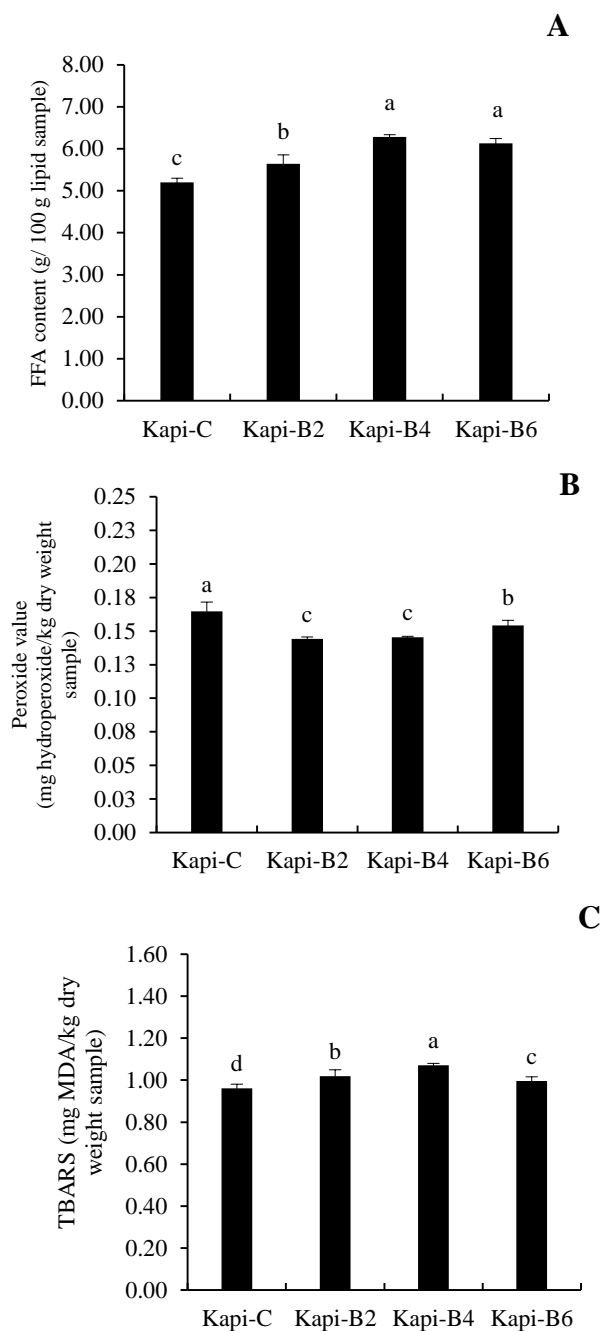 A
FFA content (g/ 100 g lipid sample)
8.00
7.00
6.00
5.00
4.00
3.00
2.00
1.00
0.00
c
b
a
a
Kapi-C Kapi-B2 Kapi-B4 Kapi-B6
B
Peroxide value
(mg hydroperoxide/kg dry weight
sample)
0.25
0.23
0.20
0.18
0.15
0.13
0.10
0.08
0.05
0.03
0.00
a
c
c
b
Kapi-C Kapi-B2 Kapi-B4 Kapi-B6
C
TBARS (mg MDA/kg dry
weight sample)
1.60
1.40
1.20
1.00
0.80
0.60
0.40
0.20
0.00
d
b
a
c
Kapi-C Kapi-B2 Kapi-B4 Kapi-B6